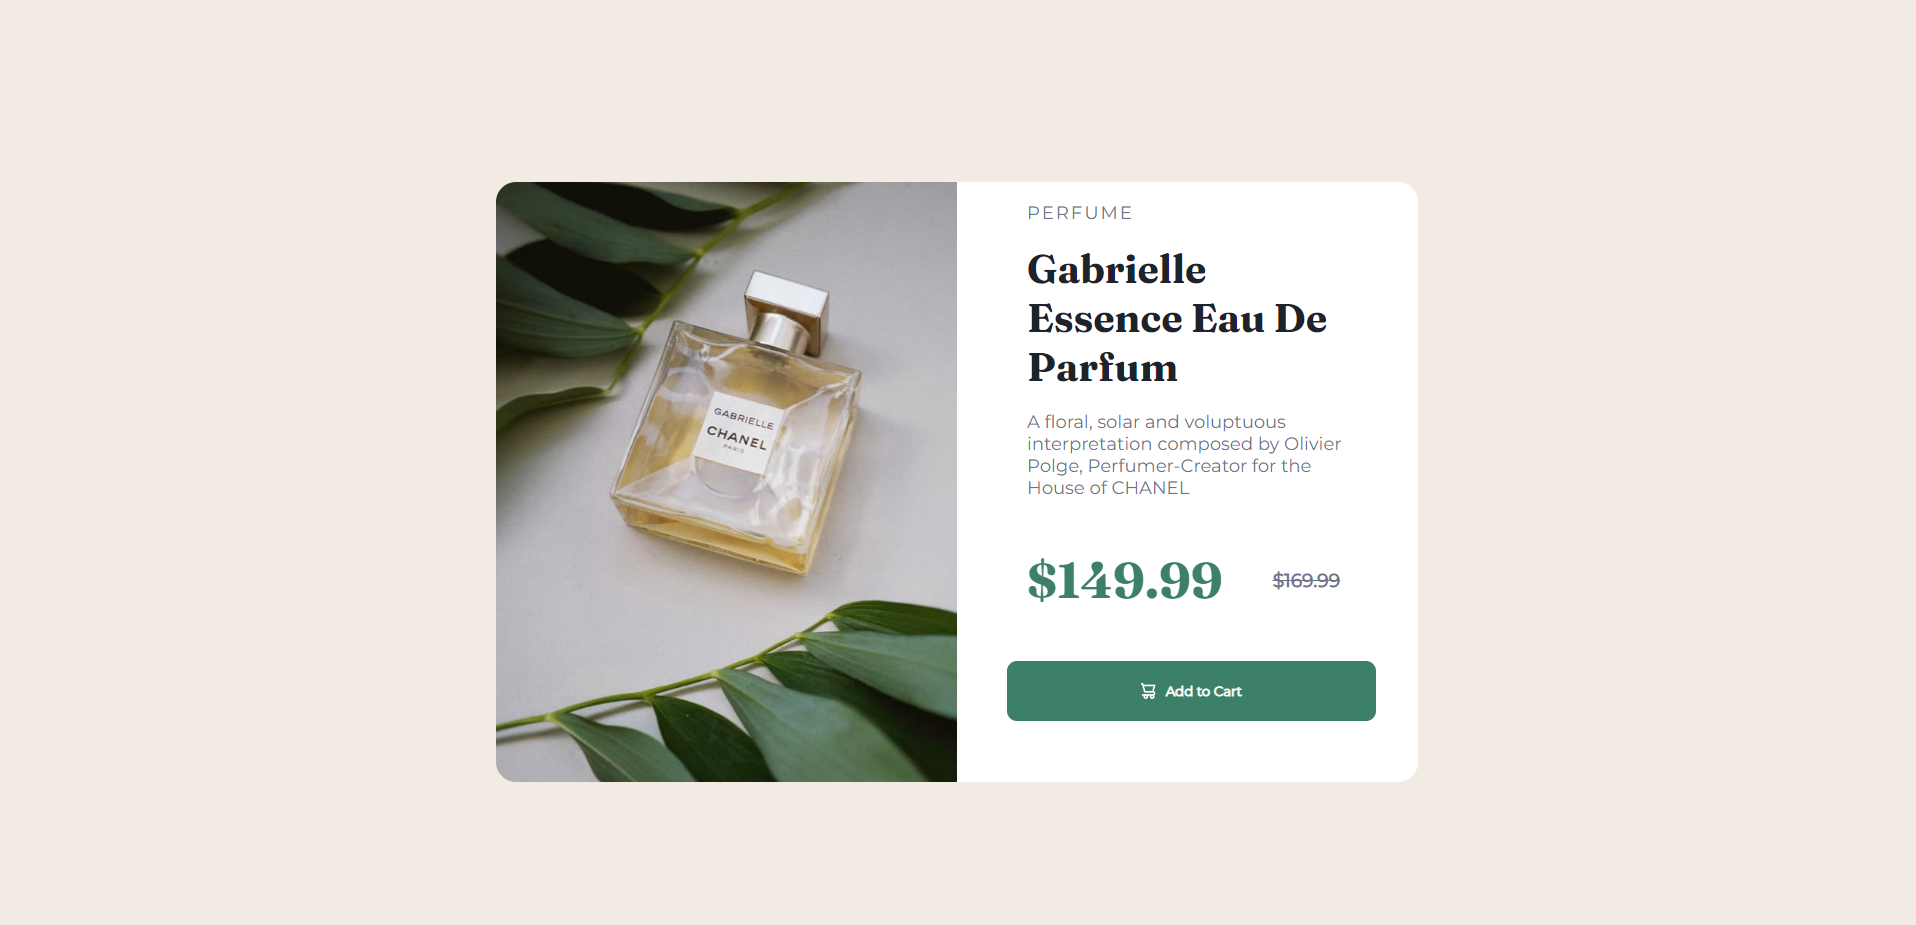 GABRIELLE
CHANEL
PARIS
PERFUME
Gabrielle
Essence Eau De
Parfum
A floral, solar and voluptuous
interpretation composed by Olivier
Polge, Perfumer-Creator for the
House of CHANEL
$149.99 $169.99
Add to Cart